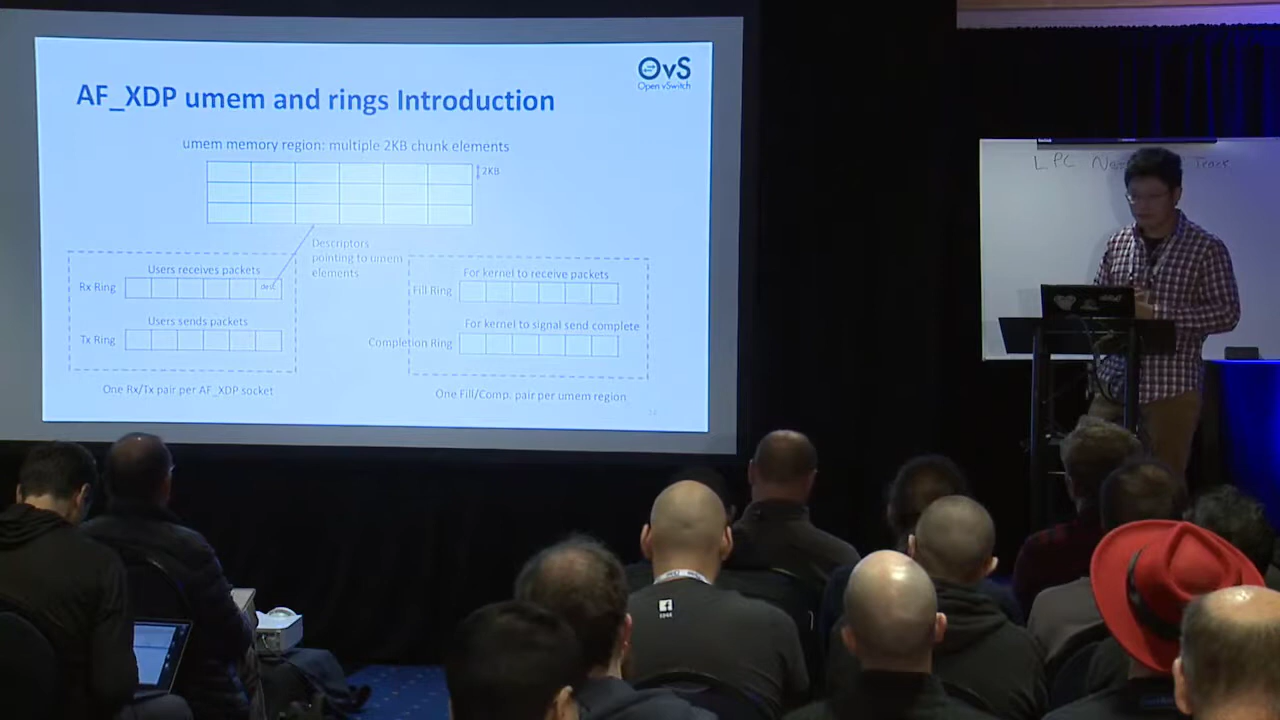 OvS
Open vSwitch
AF_XDP umem and rings Introduction
umem memory region: multiple 2KB chunk elements
2KB
Descriptors
pointing to umem
elements
Users receives packets
Rx Ring
desc
Users sends packets
Tx Ring
One Rx/Tx pair per AF_XDP socket
For kernel to receive packets
Fill Ring
For kernel to signal send complete
Completion Ring
One Fill/Comp. pair per umem region
LPC
Track